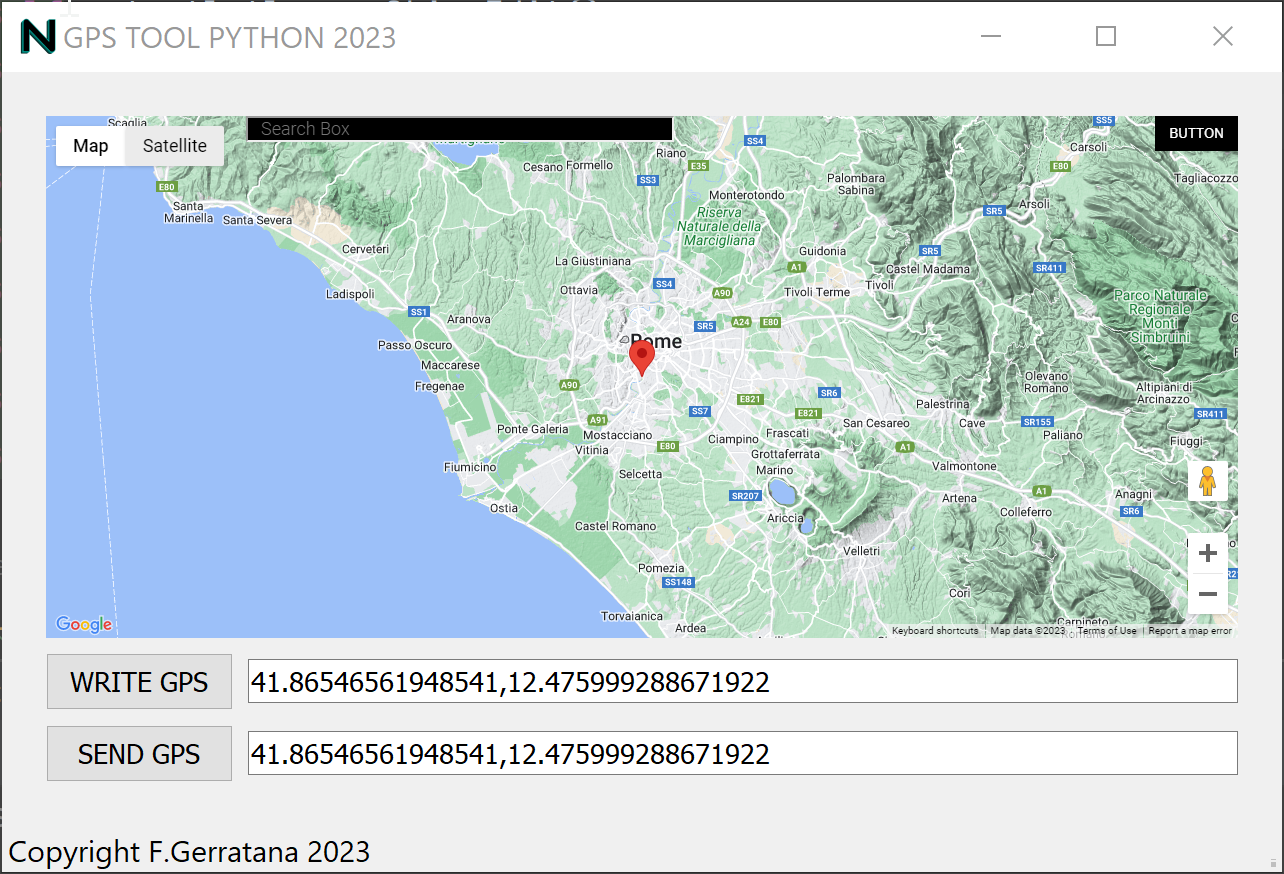 N GPS TOOL PYTHON 2023
Scaglia
Map Satellite
Search Box
BUTTON
SS5
SS4
Carsoli
Riano
Cesano Formello
E35
E80
SS3
Palombara
Sabina
Tagliacozzo
E80
Monterotondo
Santa
Marinella
Santa Severa
Riserva
Naturale della
Marcigliana
SR5
Arsoli
Cerveteri
Guidonia
SR5
La Giustiniana
A1
Castel Madama
SR411
Ladispoli
Ottavia
SS4
A90
Tivoli Terme
Tivoli
Parco Naturale
Regionale
Monti
Simbruini
SS1
Aranova
SR5
A24
E80
Passo Oscuro
Rome
Maccarese
Fregenae
A90
Olevano
Romano
Altipiani di
Arcinazzo
E821
SR6
Palestrina
SS7
E821
SR411
A91
San Cesareo
Cave
SR155
Ponte Galeria
Mostacciano
Ciampino
Frascati
Paliano
Fiuggi
Vitinia
E80
Grottaferrata
A1
Fiumicino
Selcetta
Marino
Valmontone
SR207
Artena
A1
Anagni
Ostia
Ariccia
Colleferro
SR6
Castel Romano
Velletri
Pomezia
SS148
Cori
Torvaianica
Ardea
Carpineto
Romano
Google
Keyboard shortcuts Map data ©2023 Terms of Use Report a map error
WRITE GPS 41.86546561948541,12.475999288671922
SEND GPS 41.86546561948541,12.475999288671922
Copyright F.Gerratana 2023